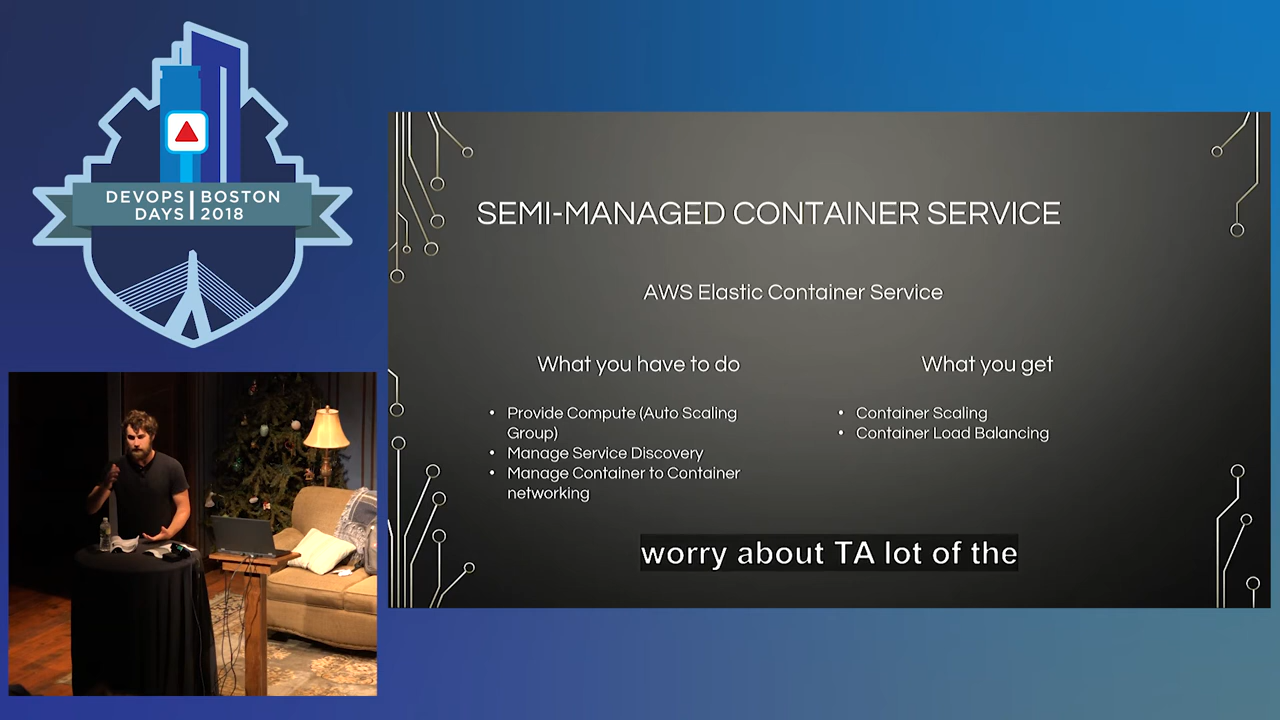 DEVOPS BOSTON
DAYS 2018
SEMI-MANAGED CONTAINER SERVICE
AWS Elastic Container Service
What you have to do
• Provide Compute (Auto Scaling
Group)
• Manage Service Discovery
• Manage Container to Container
networking
What you get
• Container Scaling
• Container Load Balancing
worry about TA lot of the